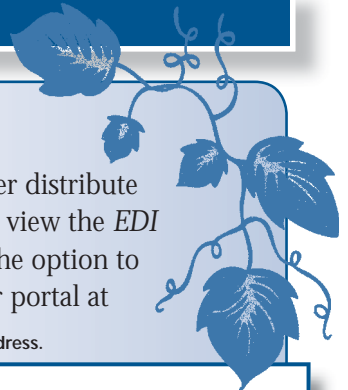 er distribute
view the EDI
he option to
r portal at
dress.